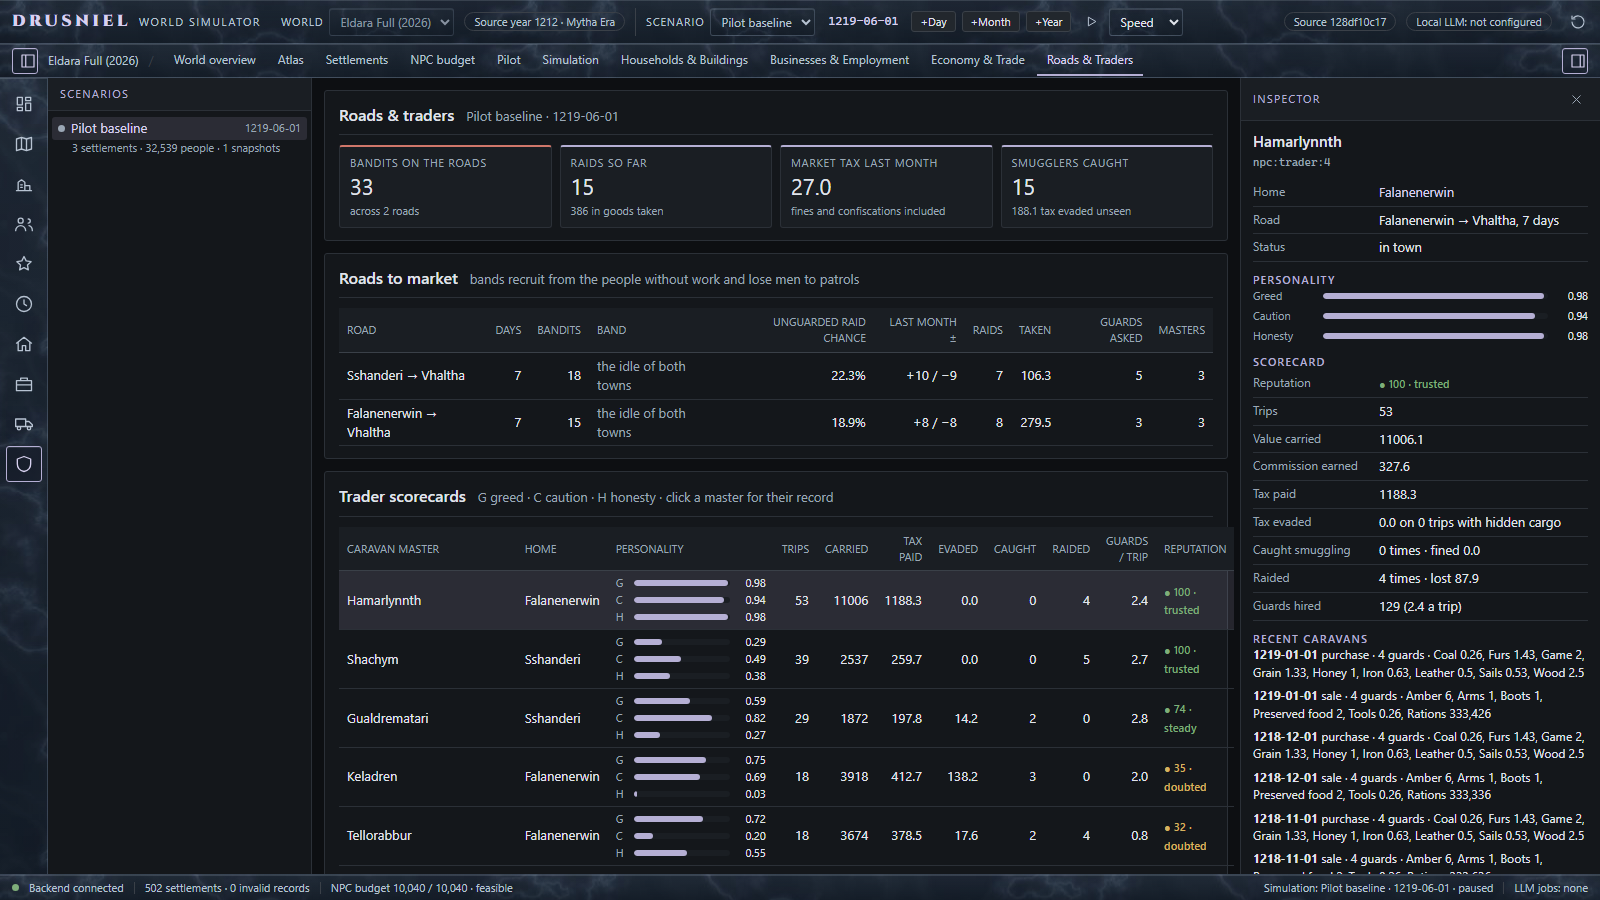 DRUSNIEL WORLD SIMULATOR WORLD Eldara Full (2026) Source year 1212 · Mytha Era SCENARIO Pilot baseline 1219-06-01 +Day +Month +Year Speed Source 128df10c17 Local LLM: not configured
Eldara Full (2026) / World overview Atlas Settlements NPC budget Pilot Simulation Households & Buildings Businesses & Employment Economy & Trade Roads & Traders
SCENARIOS
Pilot baseline 1219-06-01
3 settlements · 32,539 people · 1 snapshots
Roads & traders Pilot baseline · 1219-06-01
BANDITS ON THE ROADS
33
across 2 roads
RAIDS SO FAR
15
386 in goods taken
MARKET TAX LAST MONTH
27.0
fines and confiscations included
SMUGGLERS CAUGHT
15
188.1 tax evaded unseen
Roads to market bands recruit from the people without work and lose men to patrols
ROAD DAYS BANDITS BAND UNGUARDED RAID CHANCE LAST MONTH ± RAIDS TAKEN GUARDS ASKED MASTERS
Sshanderi → Vhaltha 7 18 the idle of both towns 22.3% +10 / −9 7 106.3 5 3
Falanenerwin → Vhaltha 7 15 the idle of both towns 18.9% +8 / −8 8 279.5 3 3
Trader scorecards G greed · C caution · H honesty · click a master for their record
CARAVAN MASTER HOME PERSONALITY TRIPS CARRIED TAX PAID EVADED CAUGHT RAIDED GUARDS / TRIP REPUTATION
Hamarlynnth Falanenerwin G 0.98 C 0.94 H 0.98 53 11006 1188.3 0.0 0 4 2.4 ● 100 · trusted
Shachym Sshanderi G 0.29 C 0.49 H 0.38 39 2537 259.7 0.0 0 5 2.7 ● 100 · trusted
Gualdrematari Sshanderi G 0.59 C 0.82 H 0.27 29 1872 197.8 14.2 2 0 2.8 ● 74 · steady
Keladren Falanenerwin G 0.75 C 0.69 H 0.03 18 3918 412.7 138.2 3 0 2.0 ● 35 · doubted
Tellorabbur Falanenerwin G 0.72 C 0.20 H 0.55 18 3674 378.5 17.6 2 4 0.8 ● 32 · doubted
INSPECTOR
Hamarlynnth
npc:trader:4
Home Falanenerwin
Road Falanenerwin → Vhaltha, 7 days
Status in town
PERSONALITY
Greed 0.98
Caution 0.94
Honesty 0.98
SCORECARD
Reputation ● 100 · trusted
Trips 53
Value carried 11006.1
Commission earned 327.6
Tax paid 1188.3
Tax evaded 0.0 on 0 trips with hidden cargo
Caught smuggling 0 times · fined 0.0
Raided 4 times · lost 87.9
Guards hired 129 (2.4 a trip)
RECENT CARAVANS
1219-01-01 purchase · 4 guards · Coal 0.26, Furs 1.43, Game 2,
Grain 1.33, Honey 1, Iron 0.63, Leather 0.5, Sails 0.53, Wood 2.5
1219-01-01 sale · 4 guards · Amber 6, Arms 1, Boots 1,
Preserved food 2, Tools 0.26, Rations 333,426
1218-12-01 purchase · 4 guards · Coal 0.26, Furs 1.43, Game 2,
Grain 1.33, Honey 1, Iron 0.63, Leather 0.5, Sails 0.53, Wood 2.5
1218-12-01 sale · 4 guards · Amber 6, Arms 1, Boots 1,
Preserved food 2, Tools 0.26, Rations 333,336
1218-11-01 purchase · 4 guards · Coal 0.26, Furs 1.43, Game 2,
Grain 1.33, Honey 1, Iron 0.63, Leather 0.5, Sails 0.53, Wood 2.5
1218-11-01 sale · 4 guards · Amber 6, Arms 1, Boots 1,
Backend connected 502 settlements · 0 invalid records NPC budget 10,040 / 10,040 · feasible Simulation: Pilot baseline · 1219-06-01 · paused LLM jobs: none